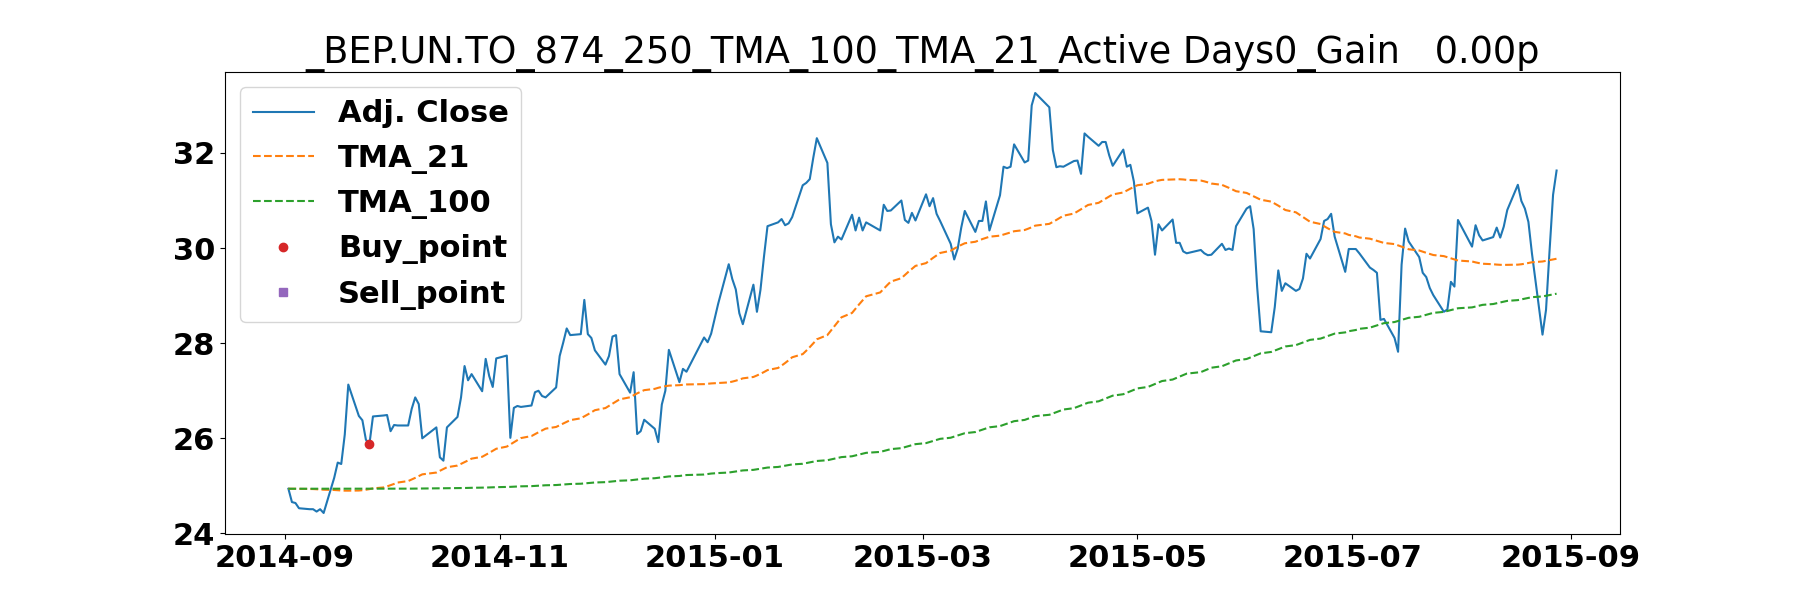 _BEP.UN.TO_874_250_TMA_100_TMA_21_Active Days0_Gain   0.00p
Adj. Close
TMA_21
TMA_100
Buy_point
Sell_point
32
30
28
26
24
2014-09 2014-11 2015-01 2015-03 2015-05 2015-07 2015-09